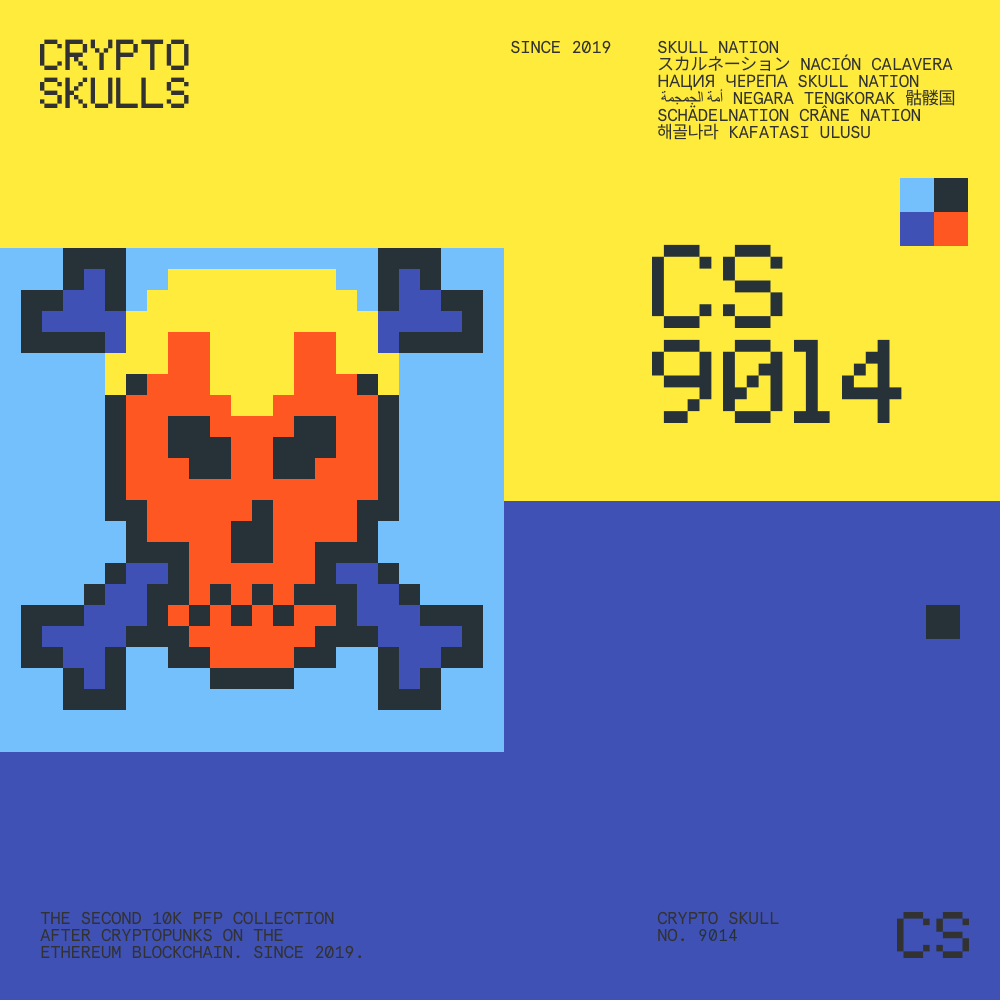 CRYPTO
SKULLS
SINCE 2019
SKULL NATION
スカルネーション NACIÓN CALAVERA
НАЦИЯ ЧЕРЕПА SKULL NATION
أمة الجمجمة NEGARA TENGKORAK 骷髅国
SCHÄDELNATION CRÂNE NATION
해골나라 KAFATASI ULUSU
CS
9014
THE SECOND 10K PFP COLLECTION
AFTER CRYPTOPUNKS ON THE
ETHEREUM BLOCKCHAIN. SINCE 2019.
CRYPTO SKULL
NO. 9014
CS